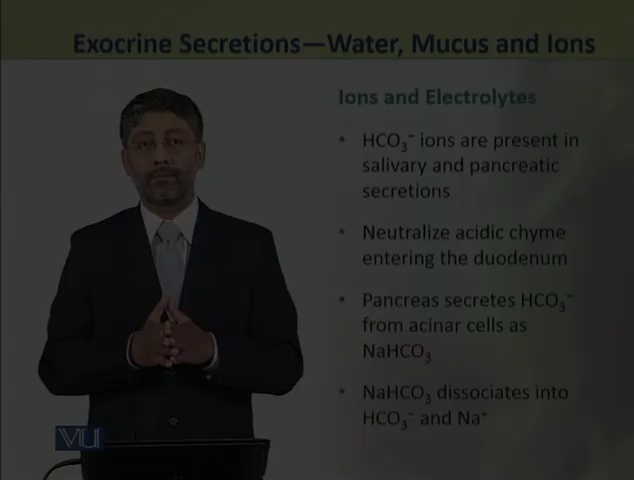 Exocrine Secretions—Water, Mucus and Ions
Ions and Electrolytes
• HCO₃⁻ ions are present in
salivary and pancreatic
secretions
• Neutralize acidic chyme
entering the duodenum
• Pancreas secretes HCO₃⁻
from acinar cells as
NaHCO₃
• NaHCO₃ dissociates into
HCO₃⁻ and Na⁺
VU